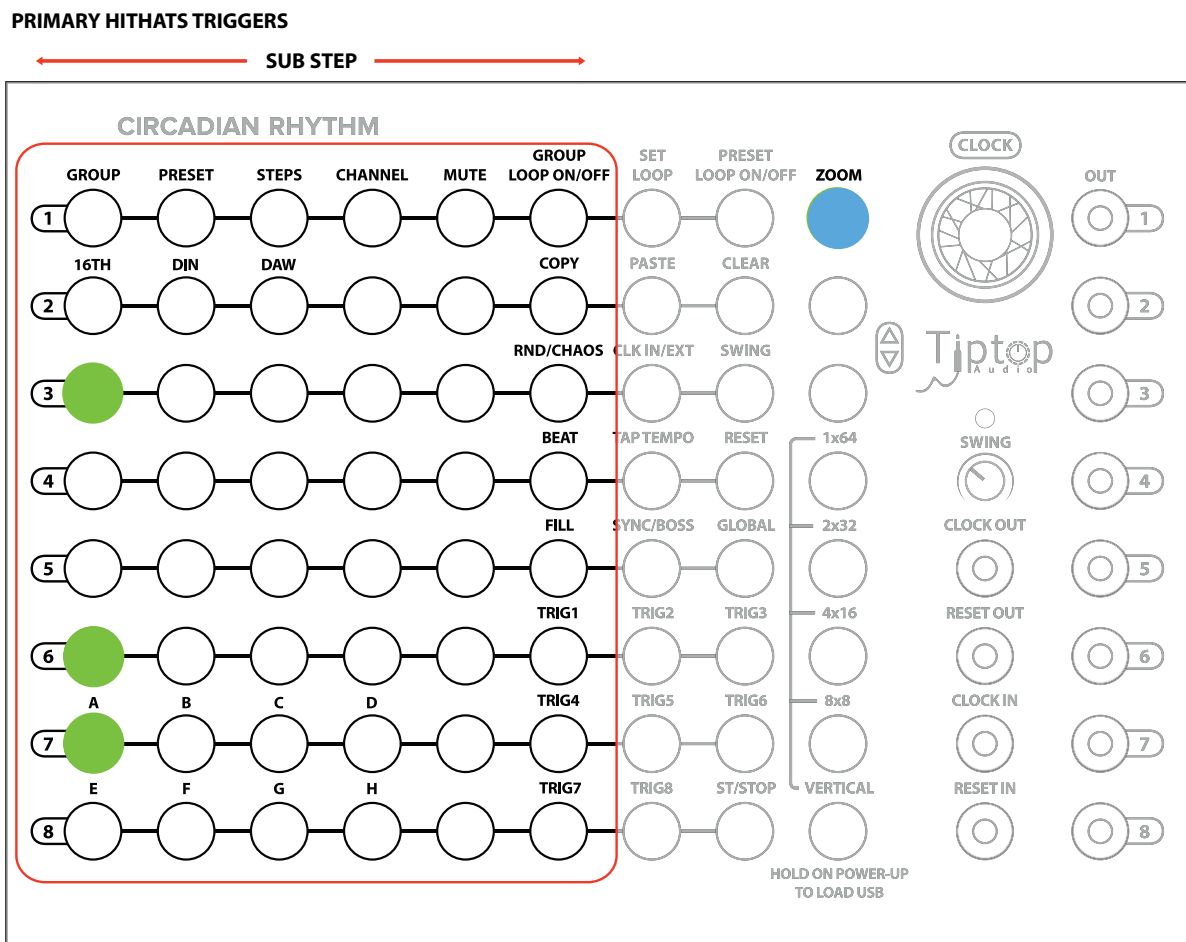 PRIMARY HITHATS TRIGGERS
SUB STEP
CIRCADIAN RHYTHM
CLOCK
GROUP PRESET STEPS CHANNEL MUTE GROUP LOOP ON/OFF SET LOOP PRESET LOOP ON/OFF ZOOM OUT
1 1
16TH DIN DAW COPY PASTE CLEAR
2 2
RND/CHAOS CLK IN/EXT SWING
Tiptop
Audio
3 3
BEAT TAP TEMPO RESET 1x64 SWING
4 4
FILL SYNC/BOSS GLOBAL 2x32 CLOCK OUT
5 5
TRIG1 TRIG2 TRIG3 4x16 RESET OUT
6 6
A B C D TRIG4 TRIG5 TRIG6 8x8 CLOCK IN
7 7
E F G H TRIG7 TRIG8 ST/STOP VERTICAL RESET IN
8 8
HOLD ON POWER-UP
TO LOAD USB